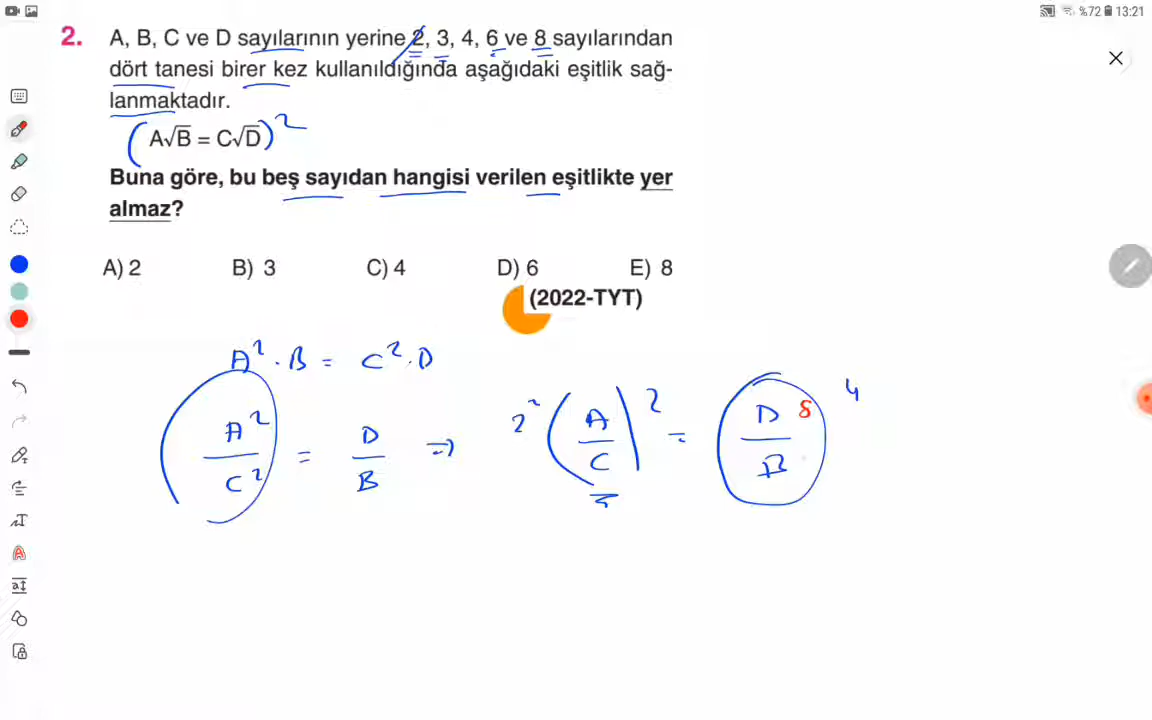 %72 13:21
2. A, B, C ve D sayılarının yerine 2, 3, 4, 6 ve 8 sayılarından
dört tanesi birer kez kullanıldığında aşağıdaki eşitlik sağ-
lanmaktadır.
(A√B = C√D)²
Buna göre, bu beş sayıdan hangisi verilen eşitlikte yer
almaz?
A) 2 B) 3 C) 4 D) 6 E) 8
(2022-TYT)
A² · B = C² · D
A²/C² = D/B ⇒ 2² (A/C)² = D/B 8 4